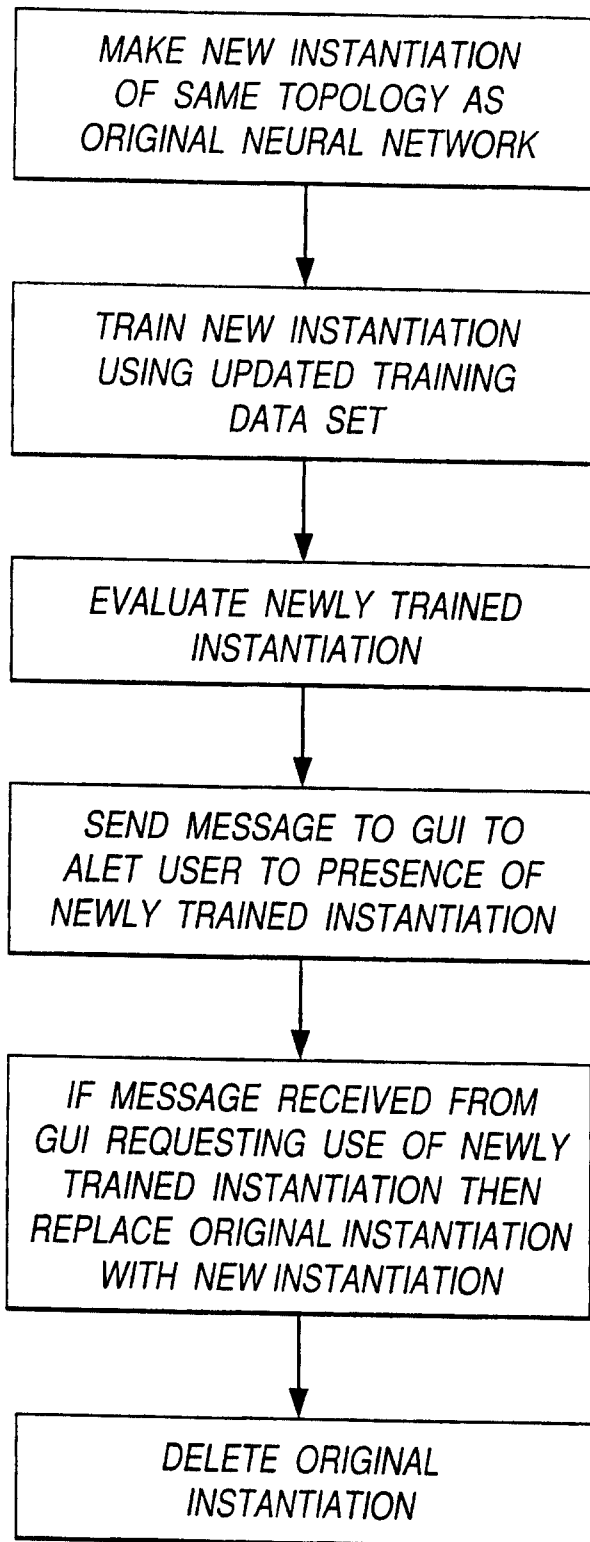 MAKE NEW INSTANTIATION
OF SAME TOPOLOGY AS
ORIGINAL NEURAL NETWORK
TRAIN NEW INSTANTIATION
USING UPDATED TRAINING
DATA SET
EVALUATE NEWLY TRAINED
INSTANTIATION
SEND MESSAGE TO GUI TO
ALET USER TO PRESENCE OF
NEWLY TRAINED INSTANTIATION
IF MESSAGE RECEIVED FROM
GUI REQUESTING USE OF NEWLY
TRAINED INSTANTIATION THEN
REPLACE ORIGINAL INSTANTIATION
WITH NEW INSTANTIATION
DELETE ORIGINAL
INSTANTIATION